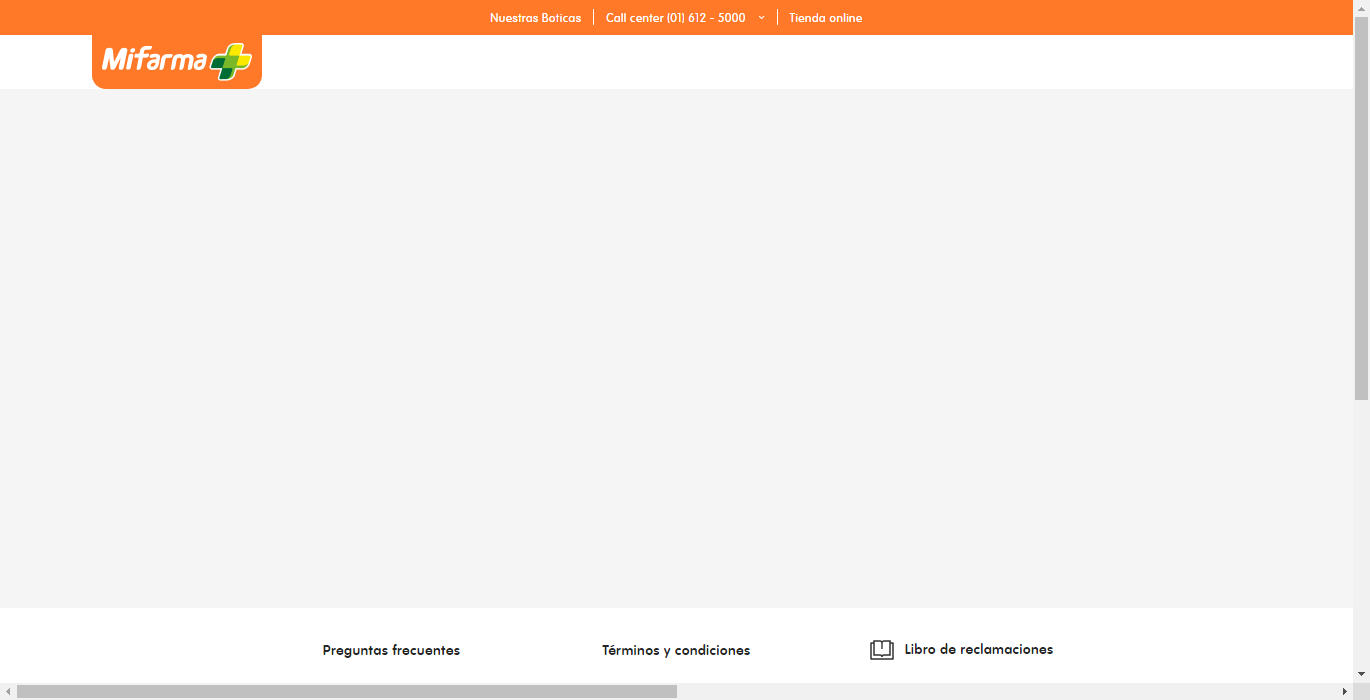 Nuestras Boticas
Call center (01) 612 - 5000
Tienda online
Mifarma
Preguntas frecuentes
Términos y condiciones
Libro de reclamaciones